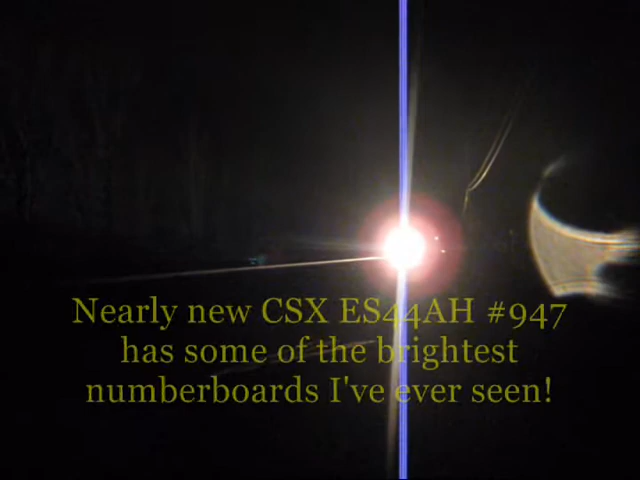 Nearly new CSX ES44AH #947
has some of the brightest
numberboards I've ever seen!